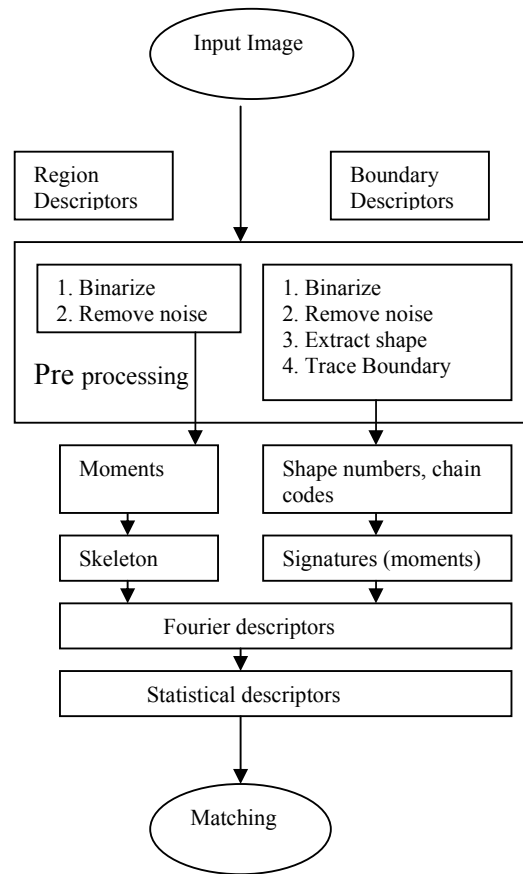 Input Image
Region
Descriptors
Boundary
Descriptors
1. Binarize
2. Remove noise
1. Binarize
2. Remove noise
3. Extract shape
4. Trace Boundary
Pre processing
Moments
Shape numbers, chain
codes
Skeleton
Signatures (moments)
Fourier descriptors
Statistical descriptors
Matching